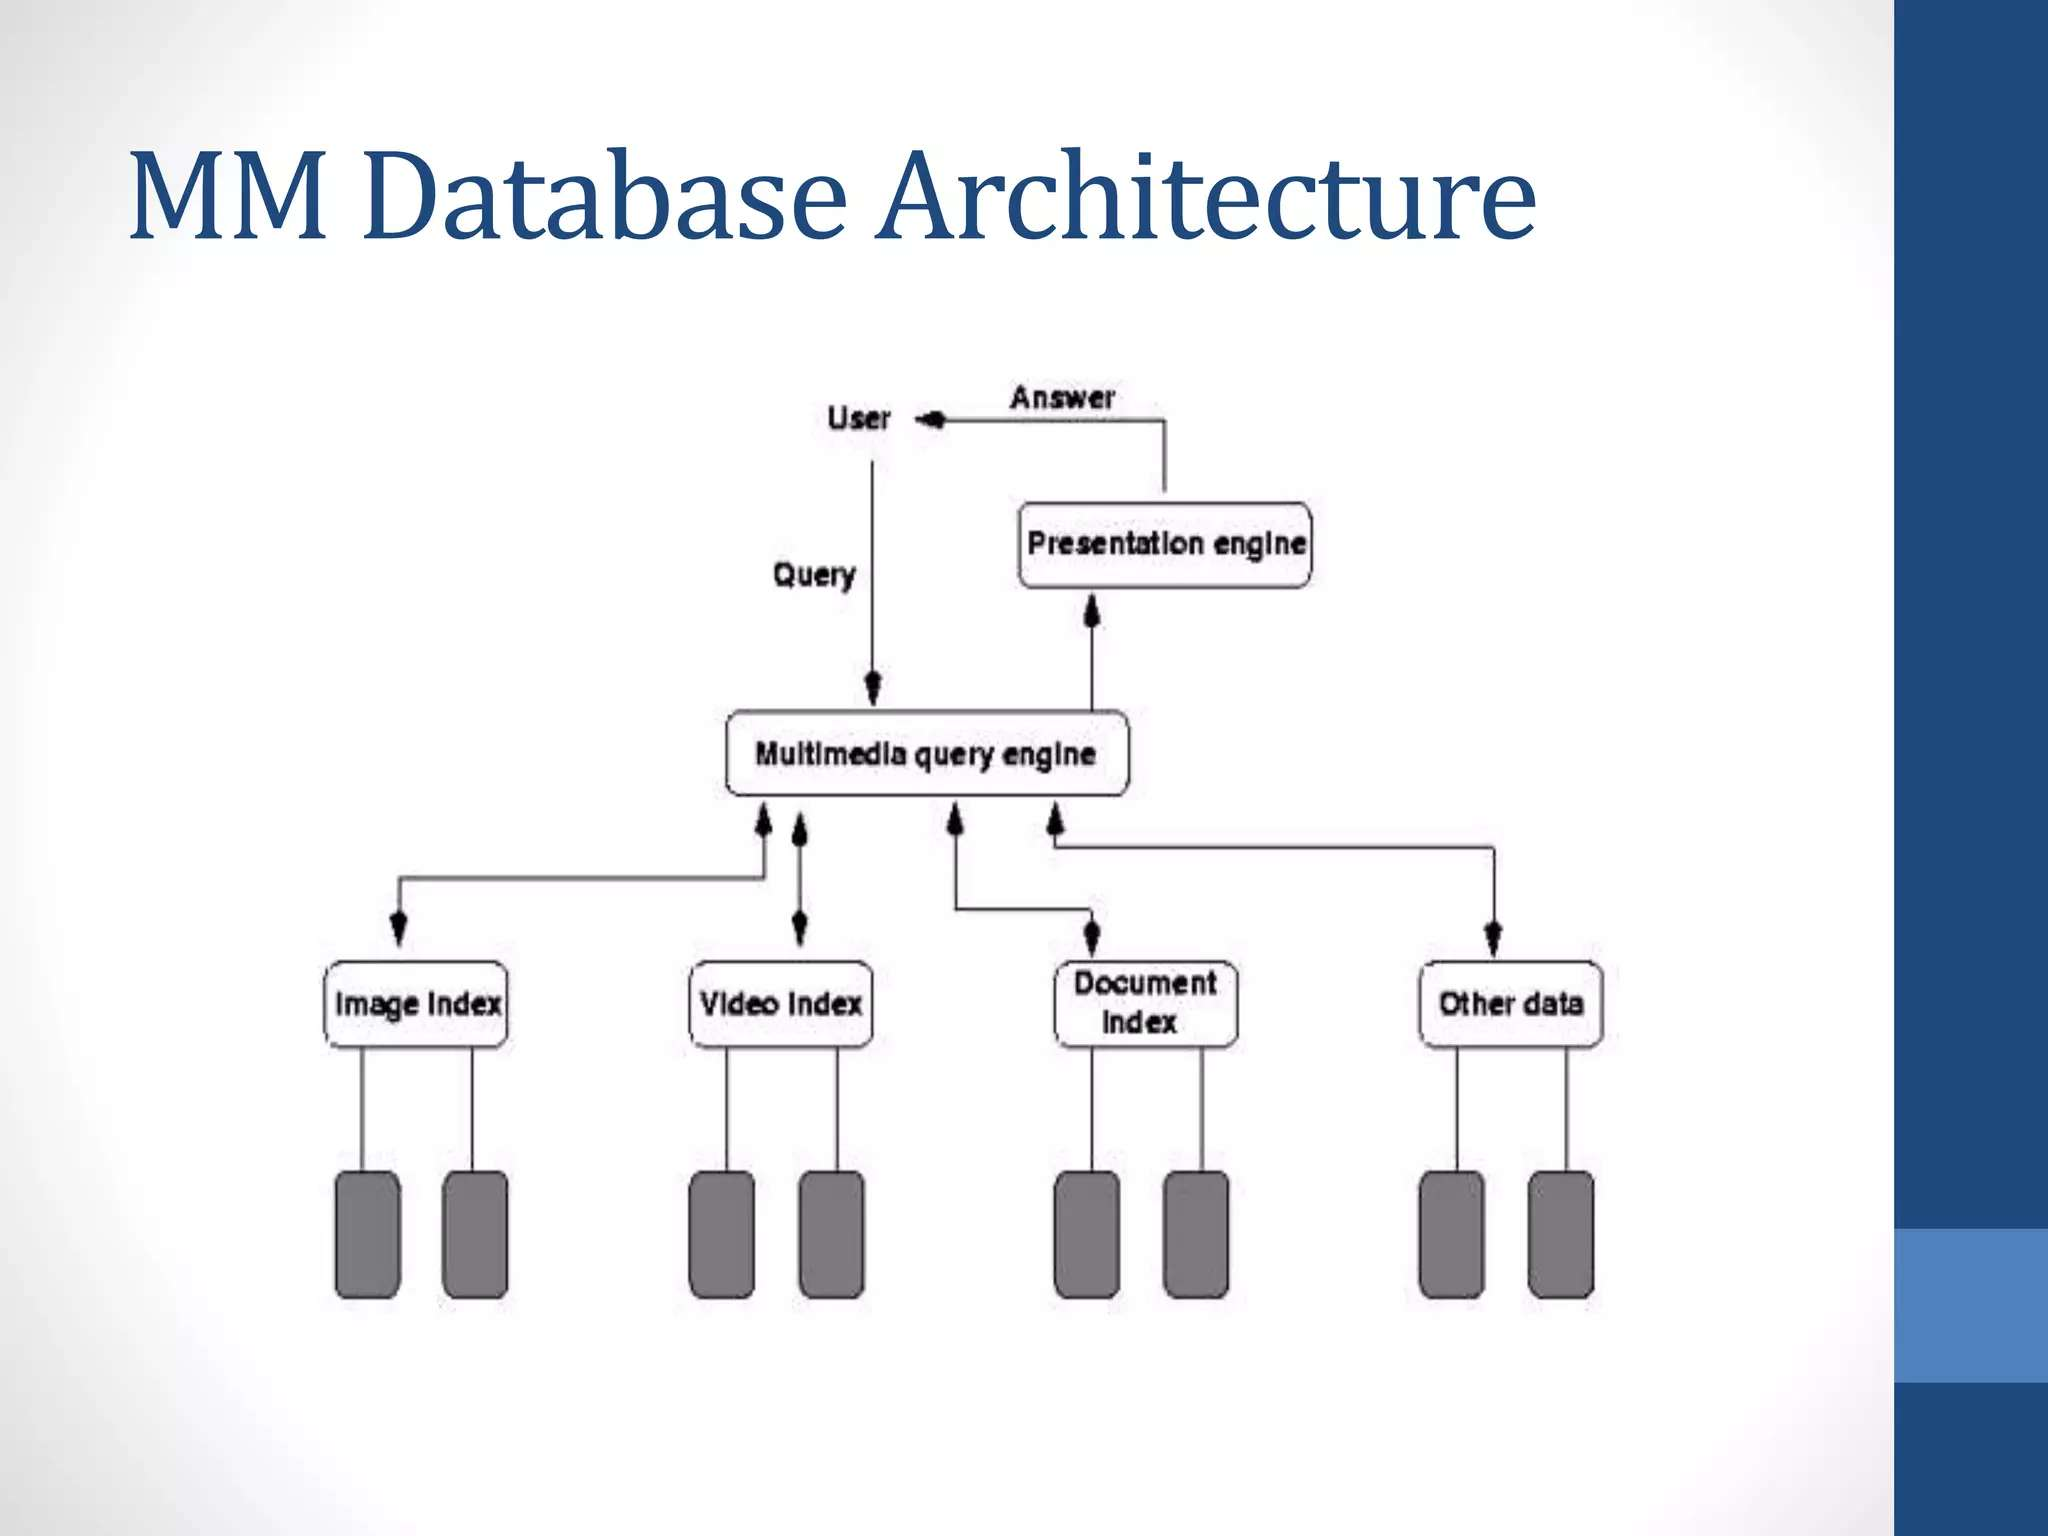 MM Database Architecture
Answer
User
Presentation engine
Query
Multimedia query engine
Image Index
Video Index
Document
Index
Other data